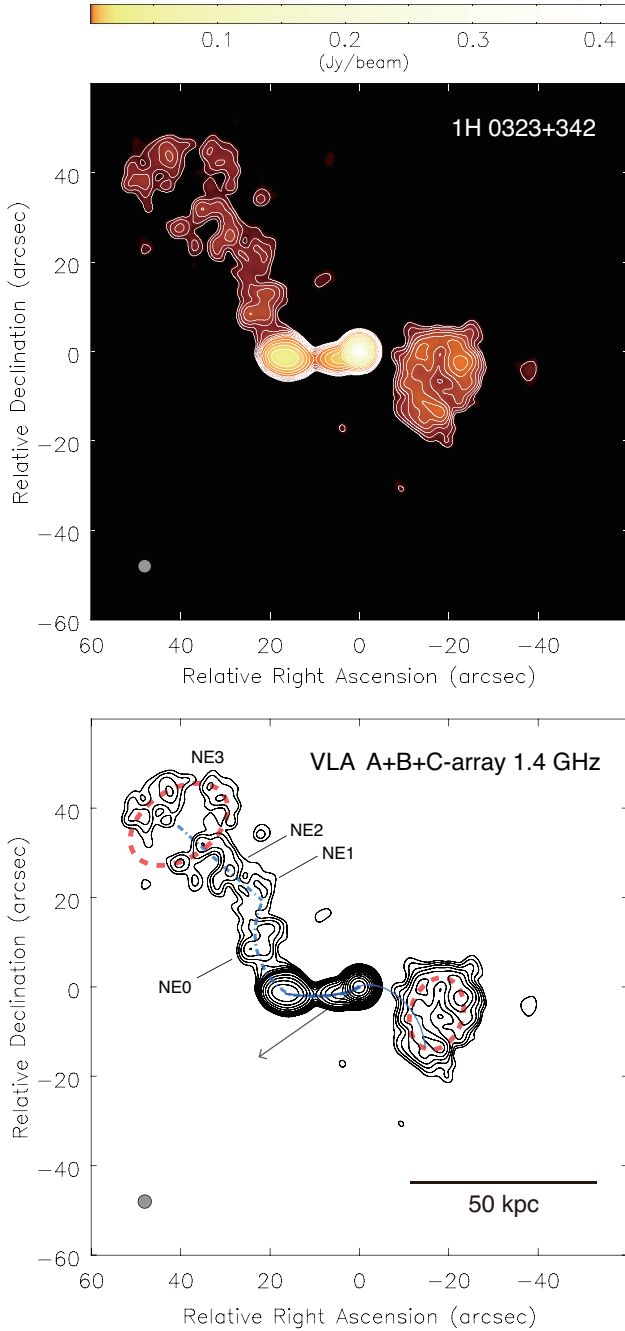 0.1 0.2 0.3 0.4
(Jy/beam)
1H 0323+342
40
20
0
−20
−40
−60
Relative Declination (arcsec)
60 40 20 0 −20 −40
Relative Right Ascension (arcsec)
VLA A+B+C-array 1.4 GHz
NE3
NE2
NE1
NE0
50 kpc
40
20
0
−20
−40
−60
Relative Declination (arcsec)
60 40 20 0 −20 −40
Relative Right Ascension (arcsec)